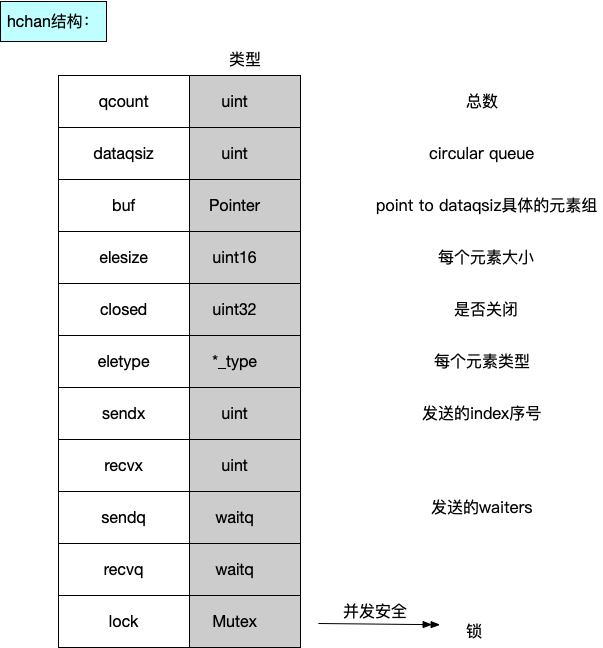 hchan结构：
类型
qcount uint 总数
dataqsiz uint circular queue
buf Pointer point to dataqsiz具体的元素组
elesize uint16 每个元素大小
closed uint32 是否关闭
eletype *_type 每个元素类型
sendx uint 发送的index序号
recvx uint
sendq waitq 发送的waiters
recvq waitq
lock Mutex 并发安全 锁